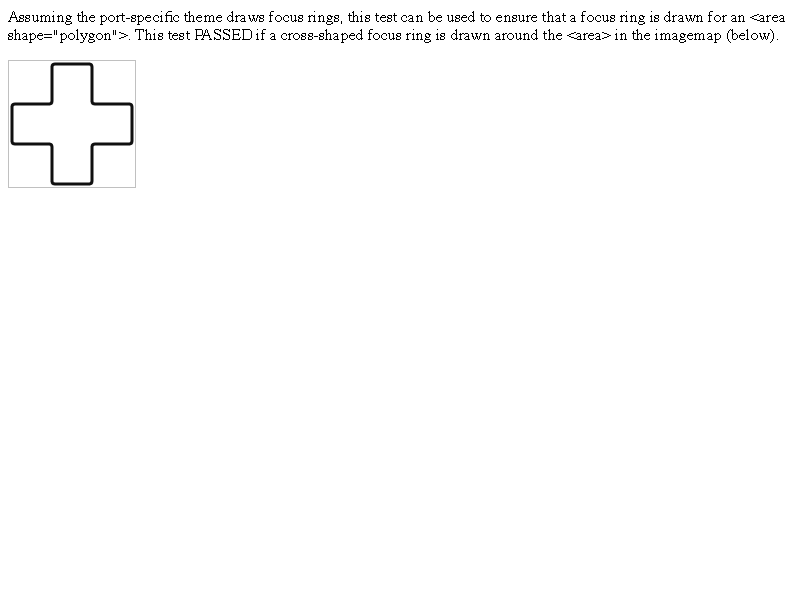 Assuming the port-specific theme draws focus rings, this test can be used to ensure that a focus ring is drawn for an <area
shape="polygon">. This test PASSED if a cross-shaped focus ring is drawn around the <area> in the imagemap (below).